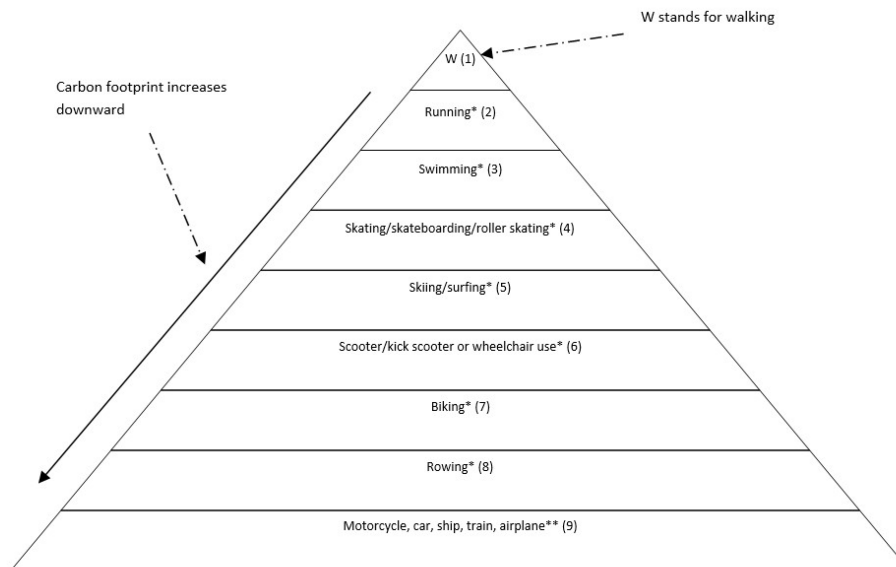 W stands for walking
W (1)
Carbon footprint increases
downward
Running* (2)
Swimming* (3)
Skating/skateboarding/roller skating* (4)
Skiing/surfing* (5)
Scooter/kick scooter or wheelchair use* (6)
Biking* (7)
Rowing* (8)
Motorcycle, car, ship, train, airplane** (9)